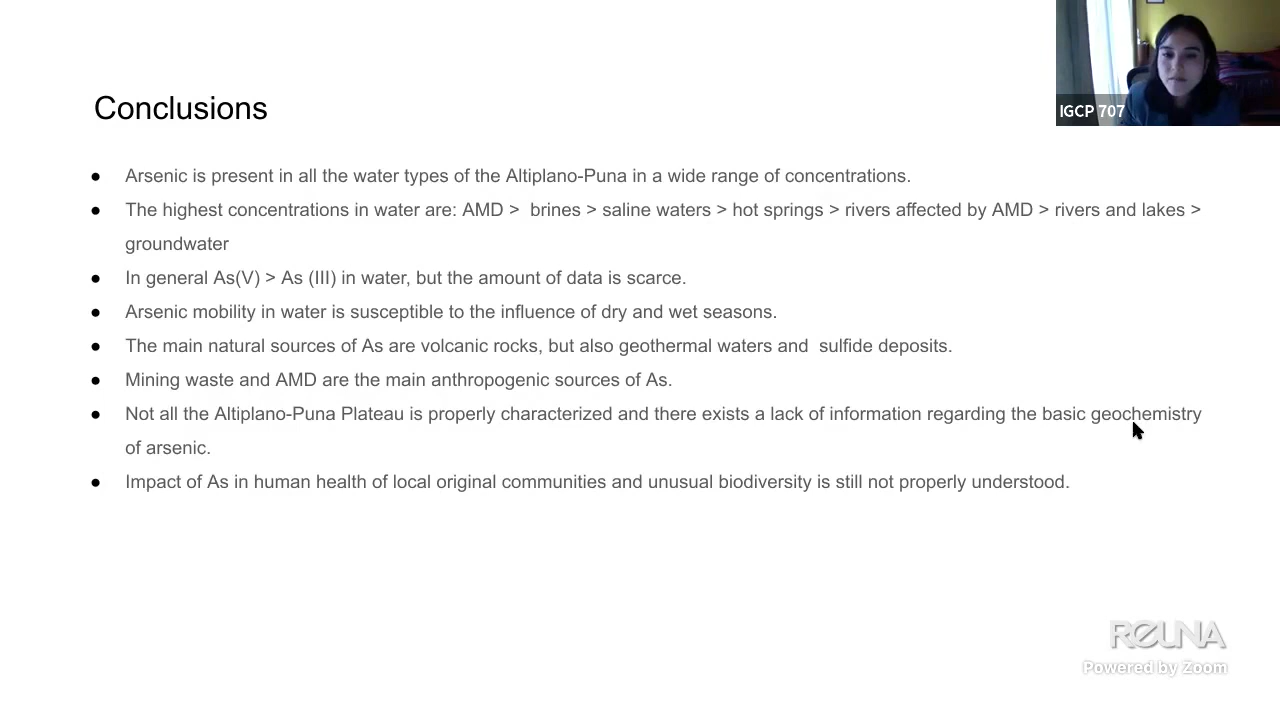 IGCP 707
Conclusions
● Arsenic is present in all the water types of the Altiplano-Puna in a wide range of concentrations.
● The highest concentrations in water are: AMD > brines > saline waters > hot springs > rivers affected by AMD > rivers and lakes >
groundwater
● In general As(V) > As (III) in water, but the amount of data is scarce.
● Arsenic mobility in water is susceptible to the influence of dry and wet seasons.
● The main natural sources of As are volcanic rocks, but also geothermal waters and sulfide deposits.
● Mining waste and AMD are the main anthropogenic sources of As.
● Not all the Altiplano-Puna Plateau is properly characterized and there exists a lack of information regarding the basic geochemistry
of arsenic.
● Impact of As in human health of local original communities and unusual biodiversity is still not properly understood.
REUNA
Powered by Zoom